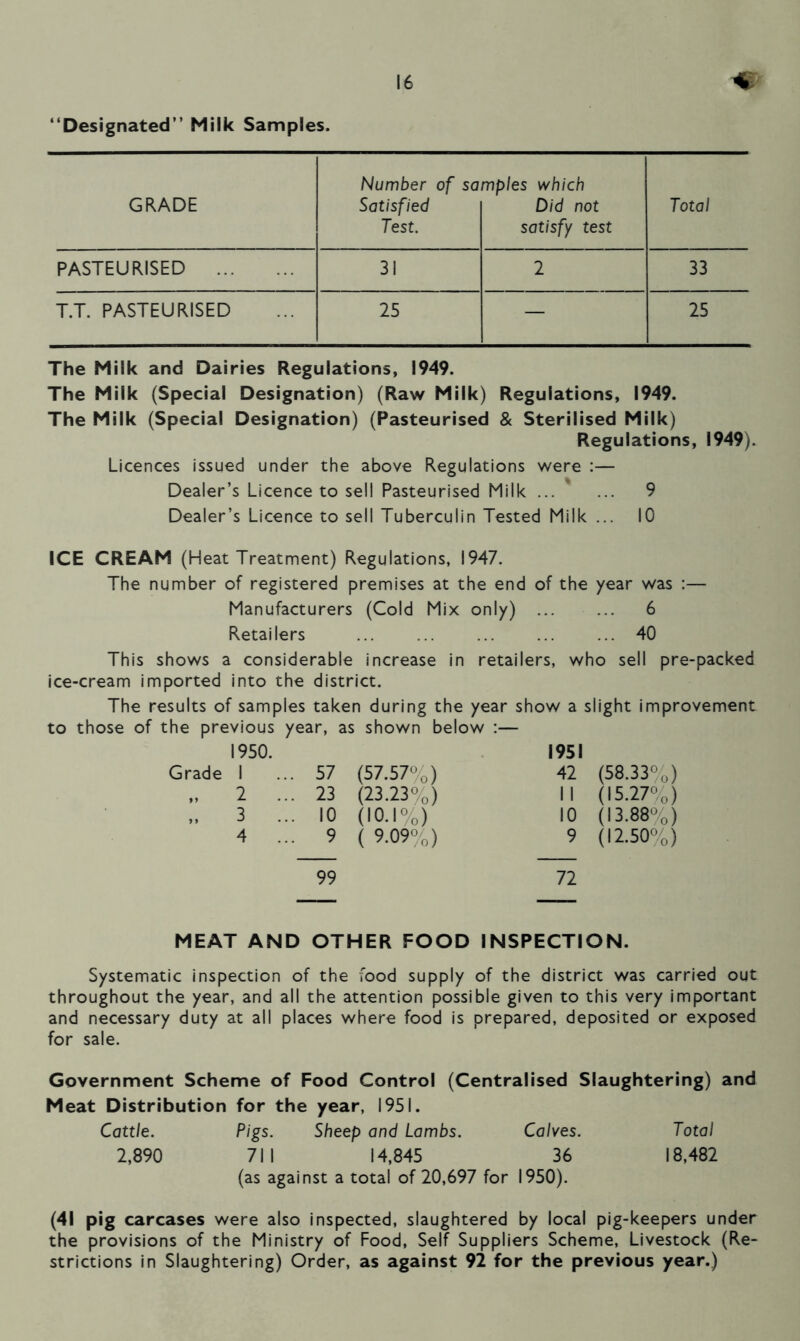 16
“Designated” Milk Samples.
GRADE Number of samples which Total
Satisfied Test. Did not satisfy test
PASTEURISED ... ... 31 2 33
T.T. PASTEURISED ... 25 — 25
The Milk and Dairies Regulations, 1949.
The Milk (Special Designation) (Raw Milk) Regulations, 1949.
The Milk (Special Designation) (Pasteurised & Sterilised Milk)
Regulations, 1949).
Licences issued under the above Regulations were :—
Dealer’s Licence to sell Pasteurised Milk ... ... 9
Dealer’s Licence to sell Tuberculin Tested Milk ... 10
ICE CREAM (Heat Treatment) Regulations, 1947.
The number of registered premises at the end of the year was :—
Manufacturers (Cold Mix only) ... ... 6
Retailers ... ... ... ... ... 40
This shows a considerable increase in retailers, who sell pre-packed
ice-cream imported into the district.
The results of samples taken during the year show a slight improvement
to those of the previous year, as shown below :—
1950. 1951
Grade 1 ... 57 (57.57%) 42 (58.33%)
„ 2 ... 23 (23.23%) 11 (15.27%)
„ 3 ... 10 (10.1%) 10 (13.88%)
4 ... 9 ( 9.09%) 9 (12.50%)
99 72
MEAT AND OTHER FOOD INSPECTION.
Systematic inspection of the food supply of the district was carried out
throughout the year, and all the attention possible given to this very important
and necessary duty at all places where food is prepared, deposited or exposed
for sale.
Government Scheme of Food Control (Centralised Slaughtering) and
Meat Distribution for the year, 1951.
Cattle. Pigs. Sheep and Lambs. Calves. Total
2,890 711 14,845 36 18,482
(as against a total of 20,697 for 1950).
(41 pig carcases were also inspected, slaughtered by local pig-keepers under
the provisions of the Ministry of Food, Self Suppliers Scheme, Livestock (Re-
strictions in Slaughtering) Order, as against 92 for the previous year.)